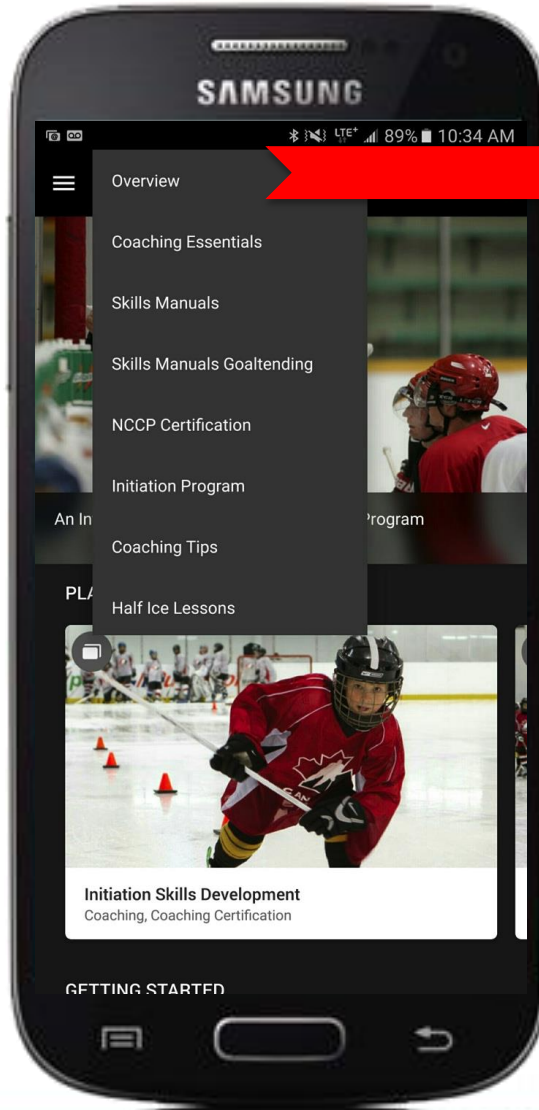 SAMSUNG
LTE+ 89% 10:34 AM
Overview
Coaching Essentials
Skills Manuals
Skills Manuals Goaltending
NCCP Certification
Initiation Program
Coaching Tips
Half Ice Lessons
An In Program
PLA
Initiation Skills Development
Coaching, Coaching Certification
GETTING STARTED